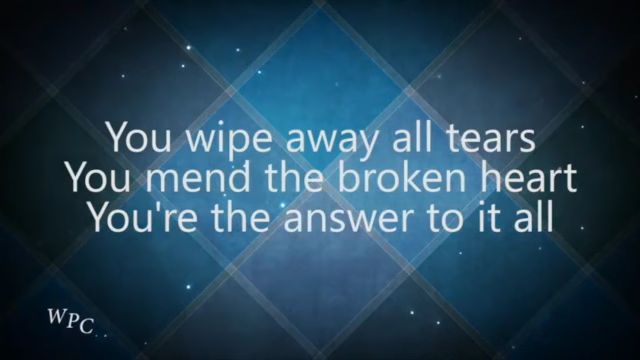 You wipe away all tears
You mend the broken heart
You're the answer to it all
WPC